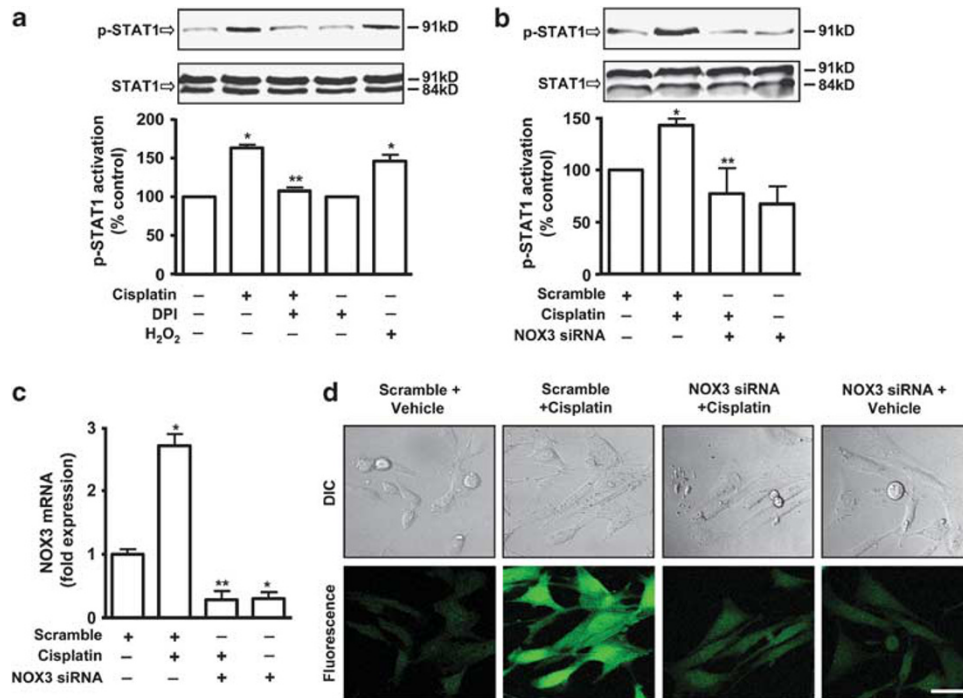 a
p-STAT1 91kD
STAT1 91kD
84kD
p-STAT1 activation
(% control)
200
150
100
50
0
* ** *
Cisplatin – + + – –
DPI – – + + –
H2O2 – – – – +
b
p-STAT1 91kD
STAT1 91kD
84kD
p-STAT1 activation
(% control)
150
100
50
0
* **
Scramble + + – –
Cisplatin – + + –
NOX3 siRNA – – + +
c
NOX3 mRNA
(fold expression)
3
2
1
0
* ** *
Scramble + + – –
Cisplatin – + + –
NOX3 siRNA – – + +
d
Scramble +
Vehicle
Scramble
+Cisplatin
NOX3 siRNA
+Cisplatin
NOX3 siRNA +
Vehicle
DIC
Fluorescence